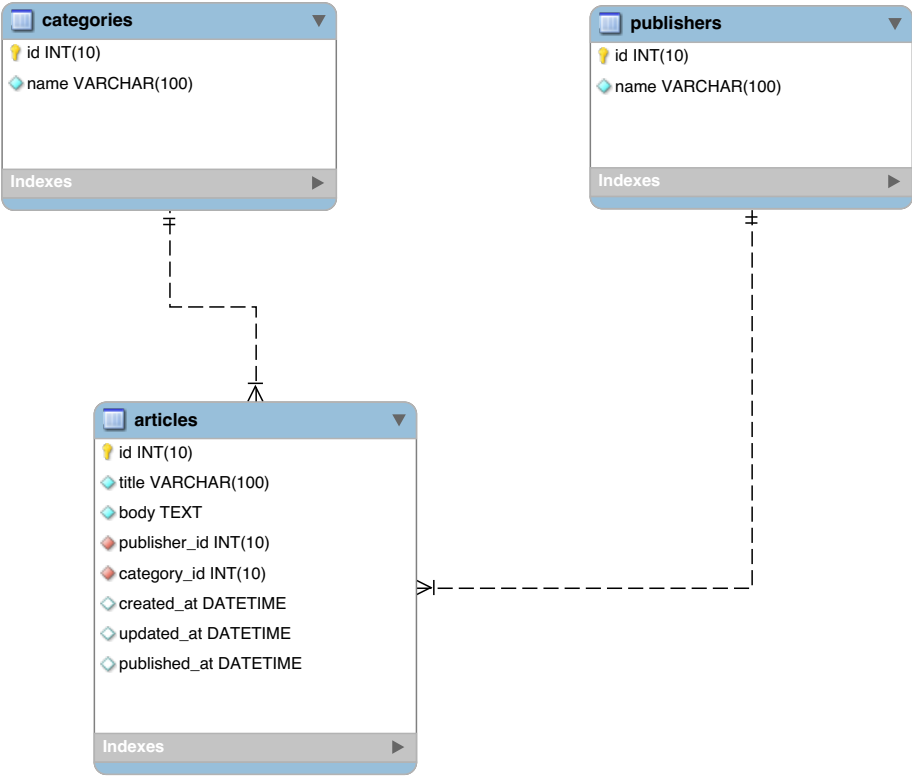 categories
id INT(10)
name VARCHAR(100)
Indexes
publishers
id INT(10)
name VARCHAR(100)
Indexes
articles
id INT(10)
title VARCHAR(100)
body TEXT
publisher_id INT(10)
category_id INT(10)
created_at DATETIME
updated_at DATETIME
published_at DATETIME
Indexes